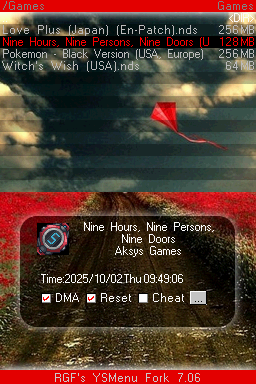 /Games Games
<DIR>
Love Plus (Japan) (En-Patch).nds 256MB
Nine Hours, Nine Persons, Nine Doors (U 128MB
Pokemon - Black Version (USA, Europe) 256MB
Witch's Wish (USA).nds 64MB
Nine Hours, Nine Persons,
Nine Doors
Aksys Games
Time:2025/10/02,Thu 09:49:06
DMA Reset Cheat ...
RGF's YSMenu Fork 7.06